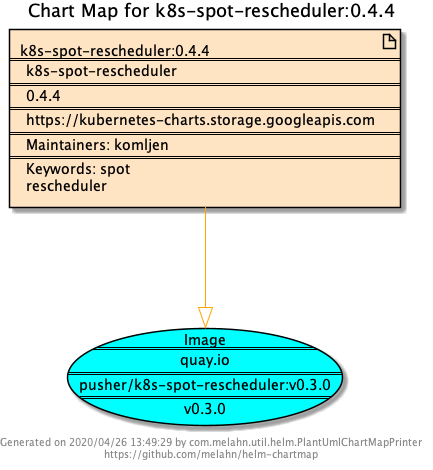 Chart Map for k8s-spot-rescheduler:0.4.4
k8s-spot-rescheduler:0.4.4
k8s-spot-rescheduler
0.4.4
https://kubernetes-charts.storage.googleapis.com
Maintainers: komljen
Keywords: spot
rescheduler
Image
quay.io
pusher/k8s-spot-rescheduler:v0.3.0
v0.3.0
Generated on 2020/04/26 13:49:29 by com.melahn.util.helm.PlantUmlChartMapPrinter
https://github.com/melahn/helm-chartmap